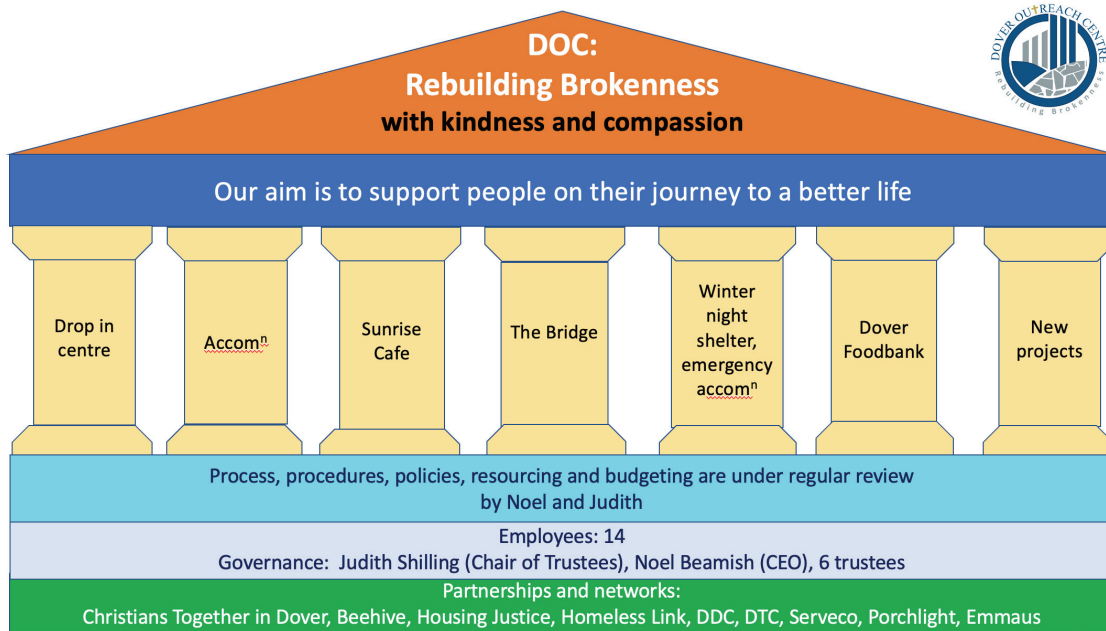 DOC:
Rebuilding Brokenness
with kindness and compassion
DOVER OUTREACH CENTRE
Rebuilding Brokenness
Our aim is to support people on their journey to a better life
Drop in
centre
Accomⁿ
Sunrise
Cafe
The Bridge
Winter
night
shelter,
emergency
accomⁿ
Dover
Foodbank
New
projects
Process, procedures, policies, resourcing and budgeting are under regular review
by Noel and Judith
Employees: 14
Governance:  Judith Shilling (Chair of Trustees), Noel Beamish (CEO), 6 trustees
Partnerships and networks:
Christians Together in Dover, Beehive, Housing Justice, Homeless Link, DDC, DTC, Serveco, Porchlight, Emmaus